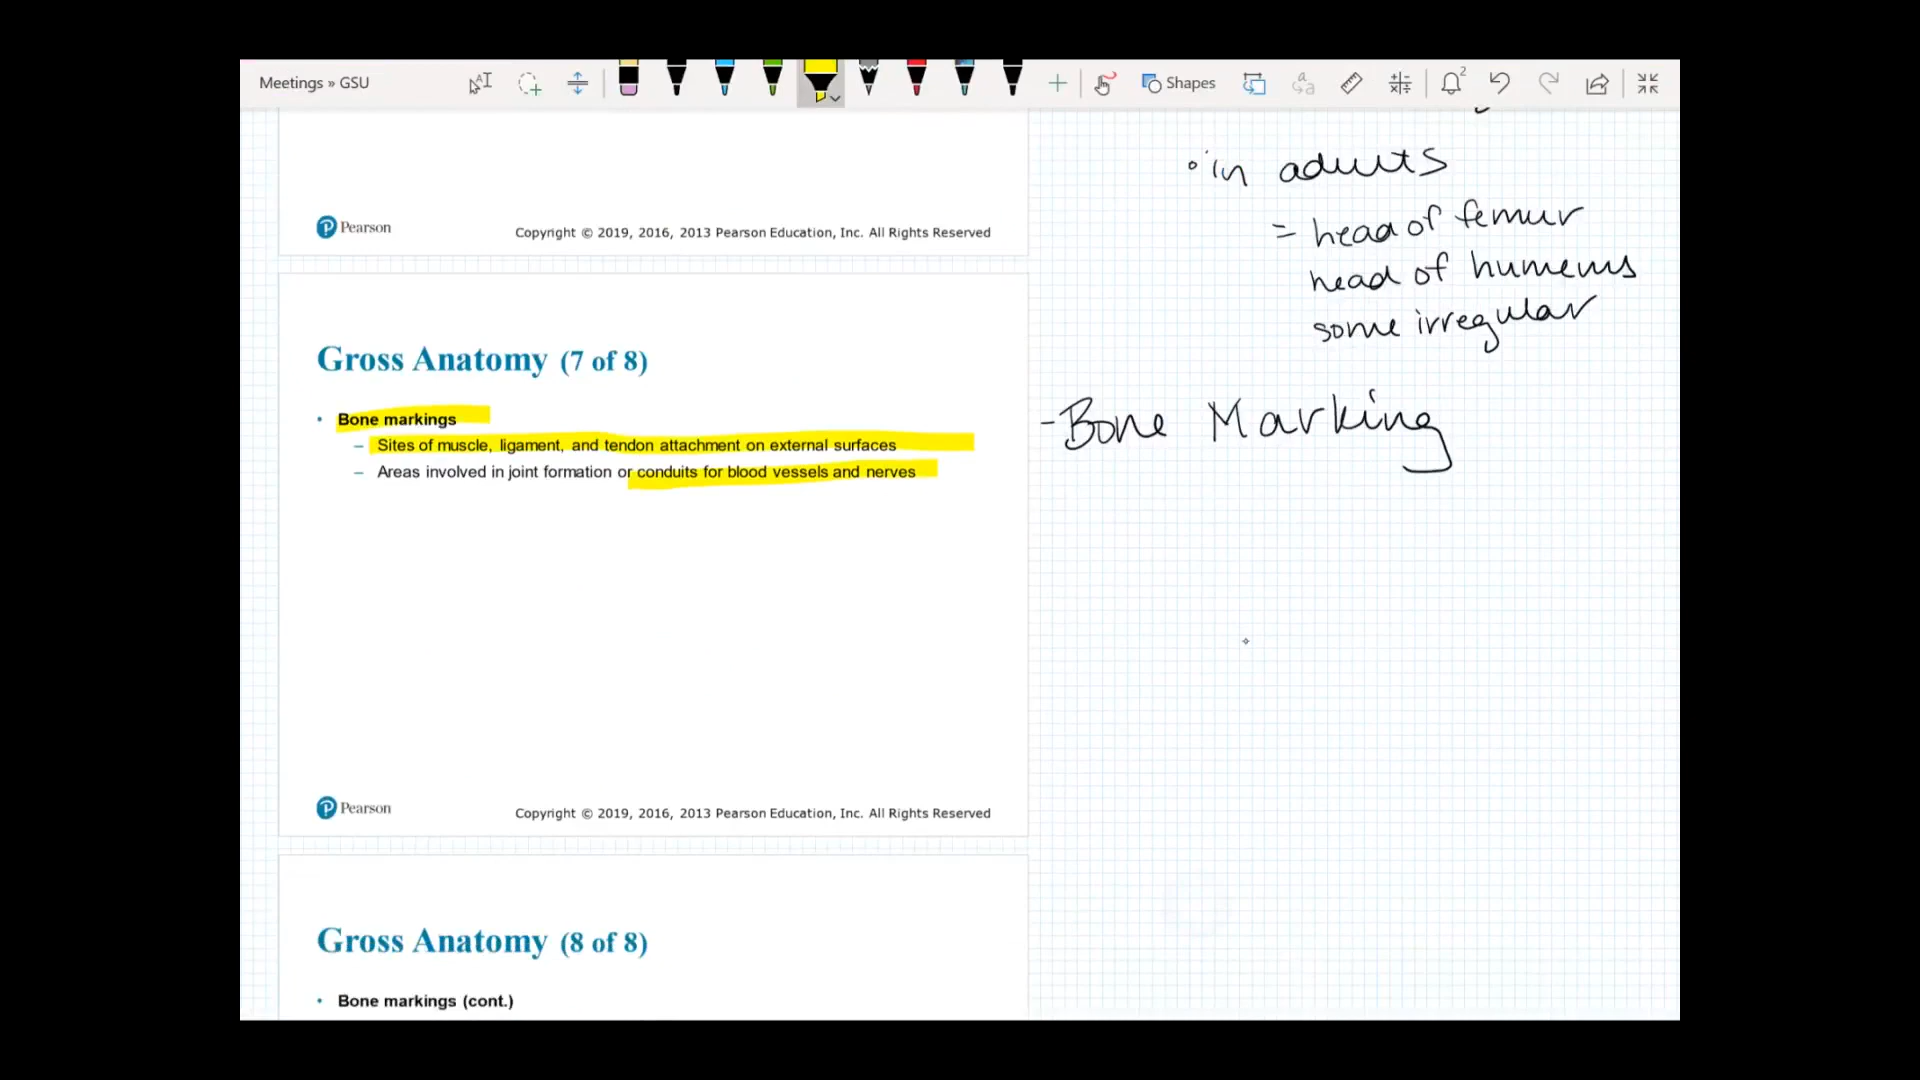 Meetings » GSU
Shapes
2
Pearson
Copyright © 2019, 2016, 2013 Pearson Education, Inc. All Rights Reserved
Gross Anatomy (7 of 8)
• Bone markings
– Sites of muscle, ligament, and tendon attachment on external surfaces
– Areas involved in joint formation or conduits for blood vessels and nerves
Pearson
Copyright © 2019, 2016, 2013 Pearson Education, Inc. All Rights Reserved
Gross Anatomy (8 of 8)
• Bone markings (cont.)
• in adults
= head of femur
head of humerus
some irregular
- Bone Marking